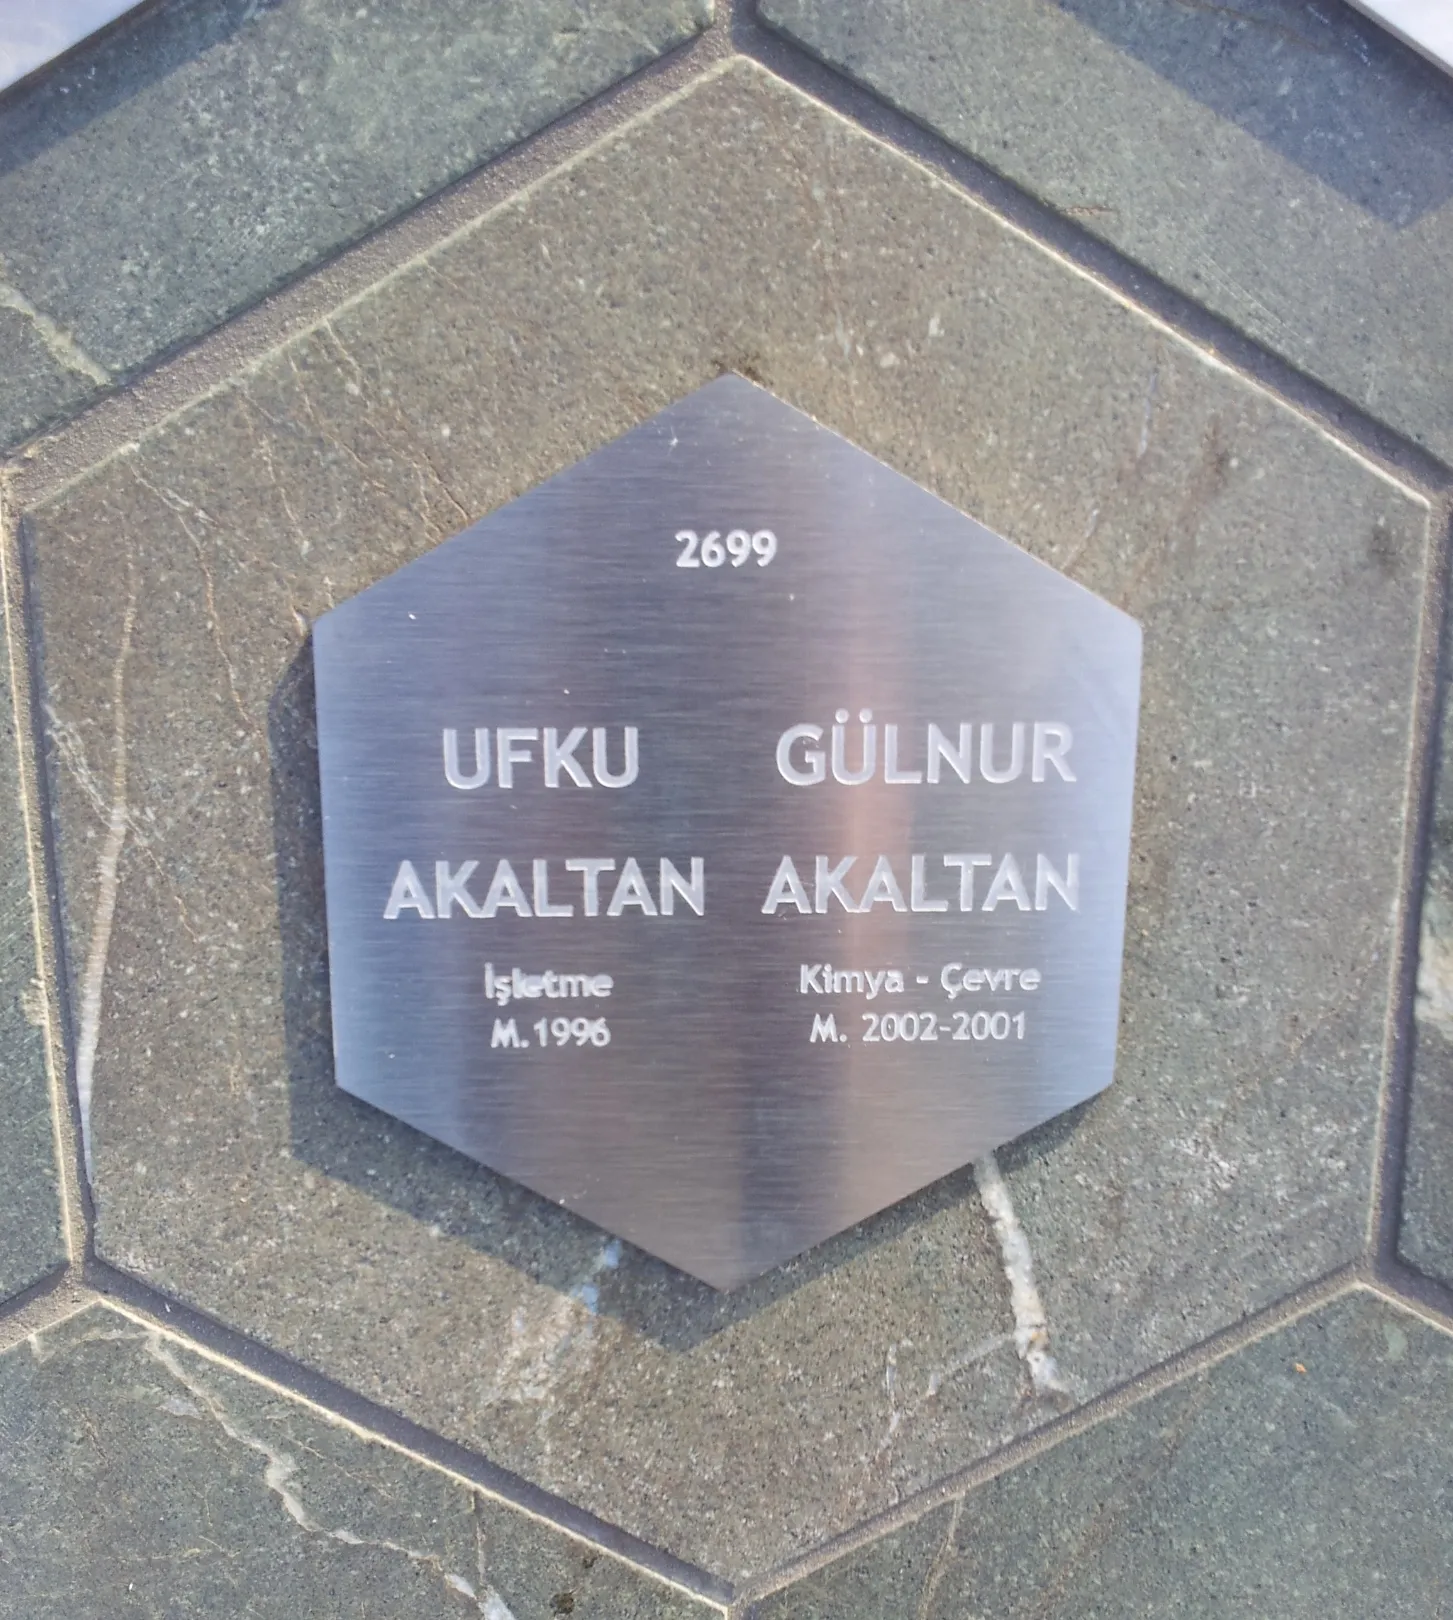 2699
UFKU
AKALTAN
İşletme
M. 1996
GÜLNUR
AKALTAN
Kimya - Çevre
M. 2002-2001